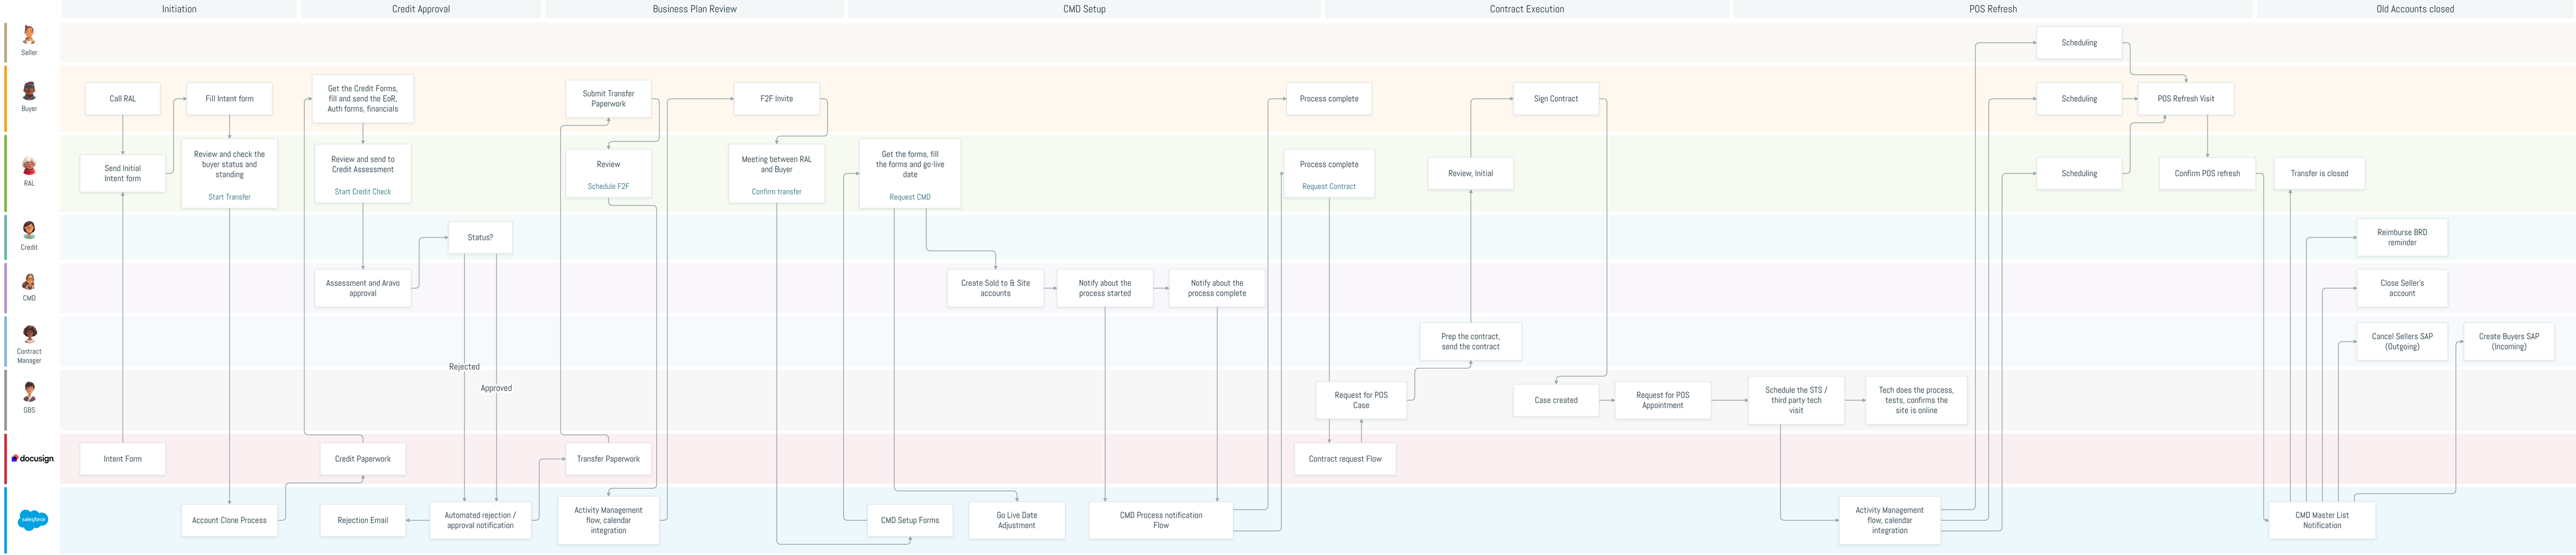 Initiation
Credit Approval
Business Plan Review
CMD Setup
Contract Execution
POS Refresh
Old Accounts closed
Seller
Scheduling
Buyer
Call RAL
Fill Intent form
Get the Credit Forms,
fill and send the EoR,
Auth forms, financials
Submit Transfer
Paperwork
F2F Invite
Process complete
Sign Contract
Scheduling
POS Refresh Visit
RAL
Send Initial
Intent form
Review and check the
buyer status and
standing
Start Transfer
Review and send to
Credit Assessment
Start Credit Check
Review
Schedule F2F
Meeting between RAL
and Buyer
Confirm transfer
Get the forms, fill
the forms and go-live
date
Request CMD
Process complete
Request Contract
Review, Initial
Scheduling
Confirm POS refresh
Transfer is closed
Credit
Status?
Reimburse BRD
reminder
CMD
Assessment and Aravo
approval
Create Sold to & Site
accounts
Notify about the
process started
Notify about the
process complete
Close Seller's
account
Contract
Manager
Rejected
Prep the contract,
send the contract
Cancel Sellers SAP
(Outgoing)
Create Buyers SAP
(Incoming)
GBS
Approved
Request for POS
Case
Case created
Request for POS
Appointment
Schedule the STS /
third party tech
visit
Tech does the process,
tests, confirms the
site is online
docusign
Intent Form
Credit Paperwork
Transfer Paperwork
Contract request Flow
salesforce
Account Clone Process
Rejection Email
Automated rejection /
approval notification
Activity Management
flow, calendar
integration
CMD Setup Forms
Go Live Date
Adjustment
CMD Process notification
Flow
Activity Management
flow, calendar
integration
CMD Master List
Notification